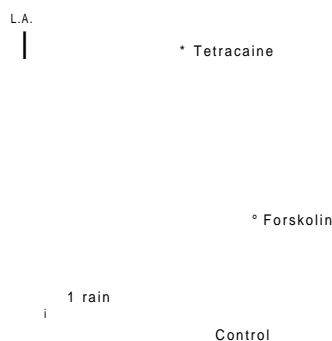 L.A.
* Tetracaine
° Forskolin
1 rain
i
Control